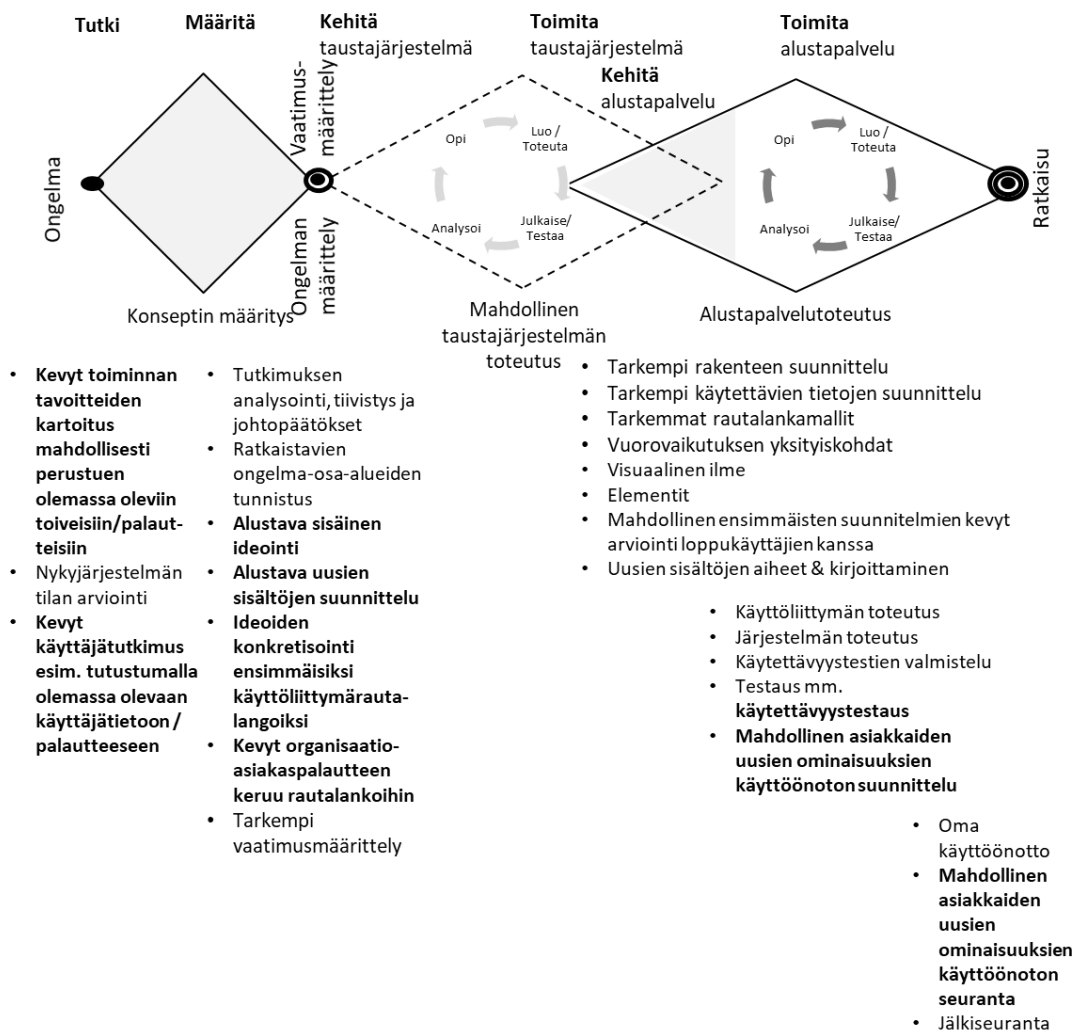 Tutki
Määritä
Kehitä
taustajärjestelmä
Toimita
taustajärjestelmä
Kehitä
alustapalvelu
Toimita
alustapalvelu
Ongelma
Vaatimus-
määrittely
Ongelman
määrittely
Opi
Luo /
Toteuta
Analysoi
Julkaise/
Testaa
Opi
Luo /
Toteuta
Analysoi
Julkaise/
Testaa
Ratkaisu
Konseptin määritys
Mahdollinen
taustajärjestelmän
toteutus
Alustapalvelutoteutus
• Kevyt toiminnan
tavoitteiden
kartoitus
mahdollisesti
perustuen
olemassa oleviin
toiveisiin/palaut-
teisiin
• Nykyjärjestelmän
tilan arviointi
• Kevyt
käyttäjätutkimus
esim. tutustumalla
olemassa olevaan
käyttäjätietoon /
palautteeseen
• Tutkimuksen
analysointi, tiivistys ja
johtopäätökset
• Ratkaistavien
ongelma-osa-alueiden
tunnistus
• Alustava sisäinen
ideointi
• Alustava uusien
sisältöjen suunnittelu
• Ideoiden
konkretisointi
ensimmäisiksi
käyttöliittymärauta-
langoiksi
• Kevyt organisaatio-
asiakaspalautteen
keruu rautalankoihin
• Tarkempi
vaatimusmäärittely
• Tarkempi rakenteen suunnittelu
• Tarkempi käytettävien tietojen suunnittelu
• Tarkemmat rautalankamallit
• Vuorovaikutuksen yksityiskohdat
• Visuaalinen ilme
• Elementit
• Mahdollinen ensimmäisten suunnitelmien kevyt
arviointi loppukäyttäjien kanssa
• Uusien sisältöjen aiheet & kirjoittaminen
• Käyttöliittymän toteutus
• Järjestelmän toteutus
• Käytettävyystestien valmistelu
• Testaus mm.
käytettävyystestaus
• Mahdollinen asiakkaiden
uusien ominaisuuksien
käyttöönoton suunnittelu
• Oma
käyttöönotto
• Mahdollinen
asiakkaiden
uusien
ominaisuuksien
käyttöönoton
seuranta
• Jälkiseuranta